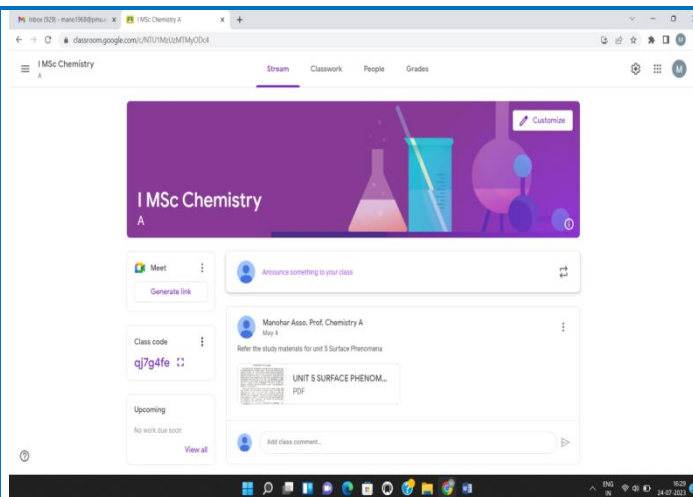 Inbox (929) - mano1968@pmu.e
I MSc Chemistry A
classroom.google.com/c/NTU1MzUzMTMyODc4
I MSc Chemistry
A
Stream
Classwork
People
Grades
M
Customize
I MSc Chemistry
A
Meet
Generate link
Announce something to your class
Class code
qj7g4fe
Manohar Asso. Prof. Chemistry A
May 4
Refer the study materials for unit 5 Surface Phenomena
UNIT 5 SURFACE PHENOM...
PDF
Upcoming
No work due soon
View all
Add class comment...
ENG
IN
16:29
24-07-2023